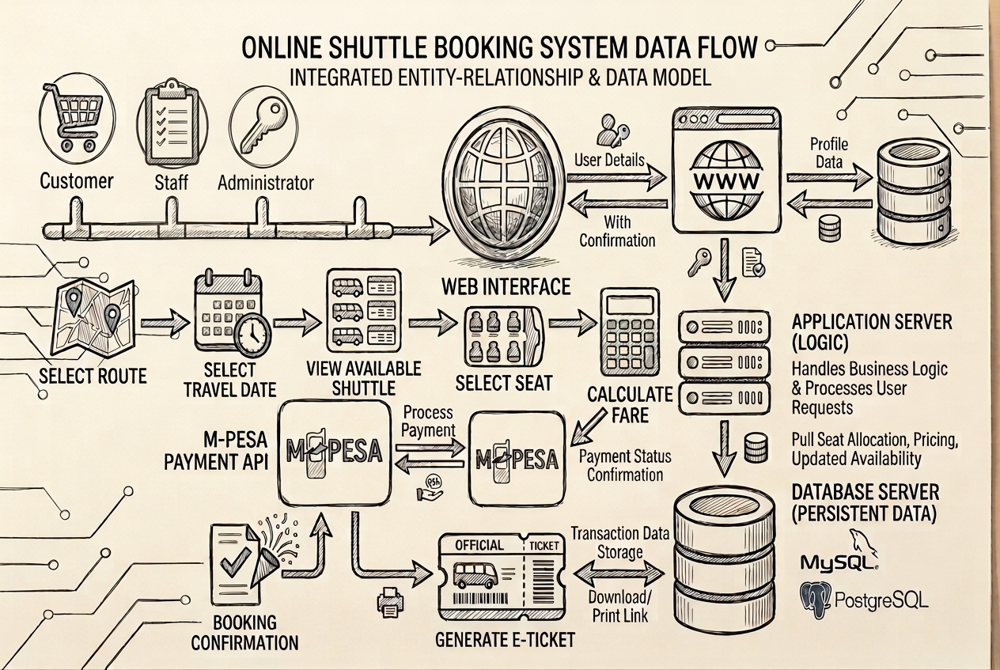 ONLINE SHUTTLE BOOKING SYSTEM DATA FLOW
INTEGRATED ENTITY-RELATIONSHIP & DATA MODEL
Customer
Staff
Administrator
User Details
With
Confirmation
WWW
Profile
Data
WEB INTERFACE
SELECT ROUTE
SELECT
TRAVEL DATE
VIEW AVAILABLE
SHUTTLE
SELECT SEAT
CALCULATE
FARE
APPLICATION SERVER
(LOGIC)
Handles Business Logic
& Processes User
Requests
M-PESA
PAYMENT API
M-PESA
Process
Payment
M-PESA
Payment Status
Confirmation
Pull Seat Allocation, Pricing,
Updated Availability
DATABASE SERVER
(PERSISTENT DATA)
MySQL
PostgreSQL
BOOKING
CONFIRMATION
OFFICIAL
TICKET
GENERATE E-TICKET
Transaction Data
Storage
Download/
Print Link